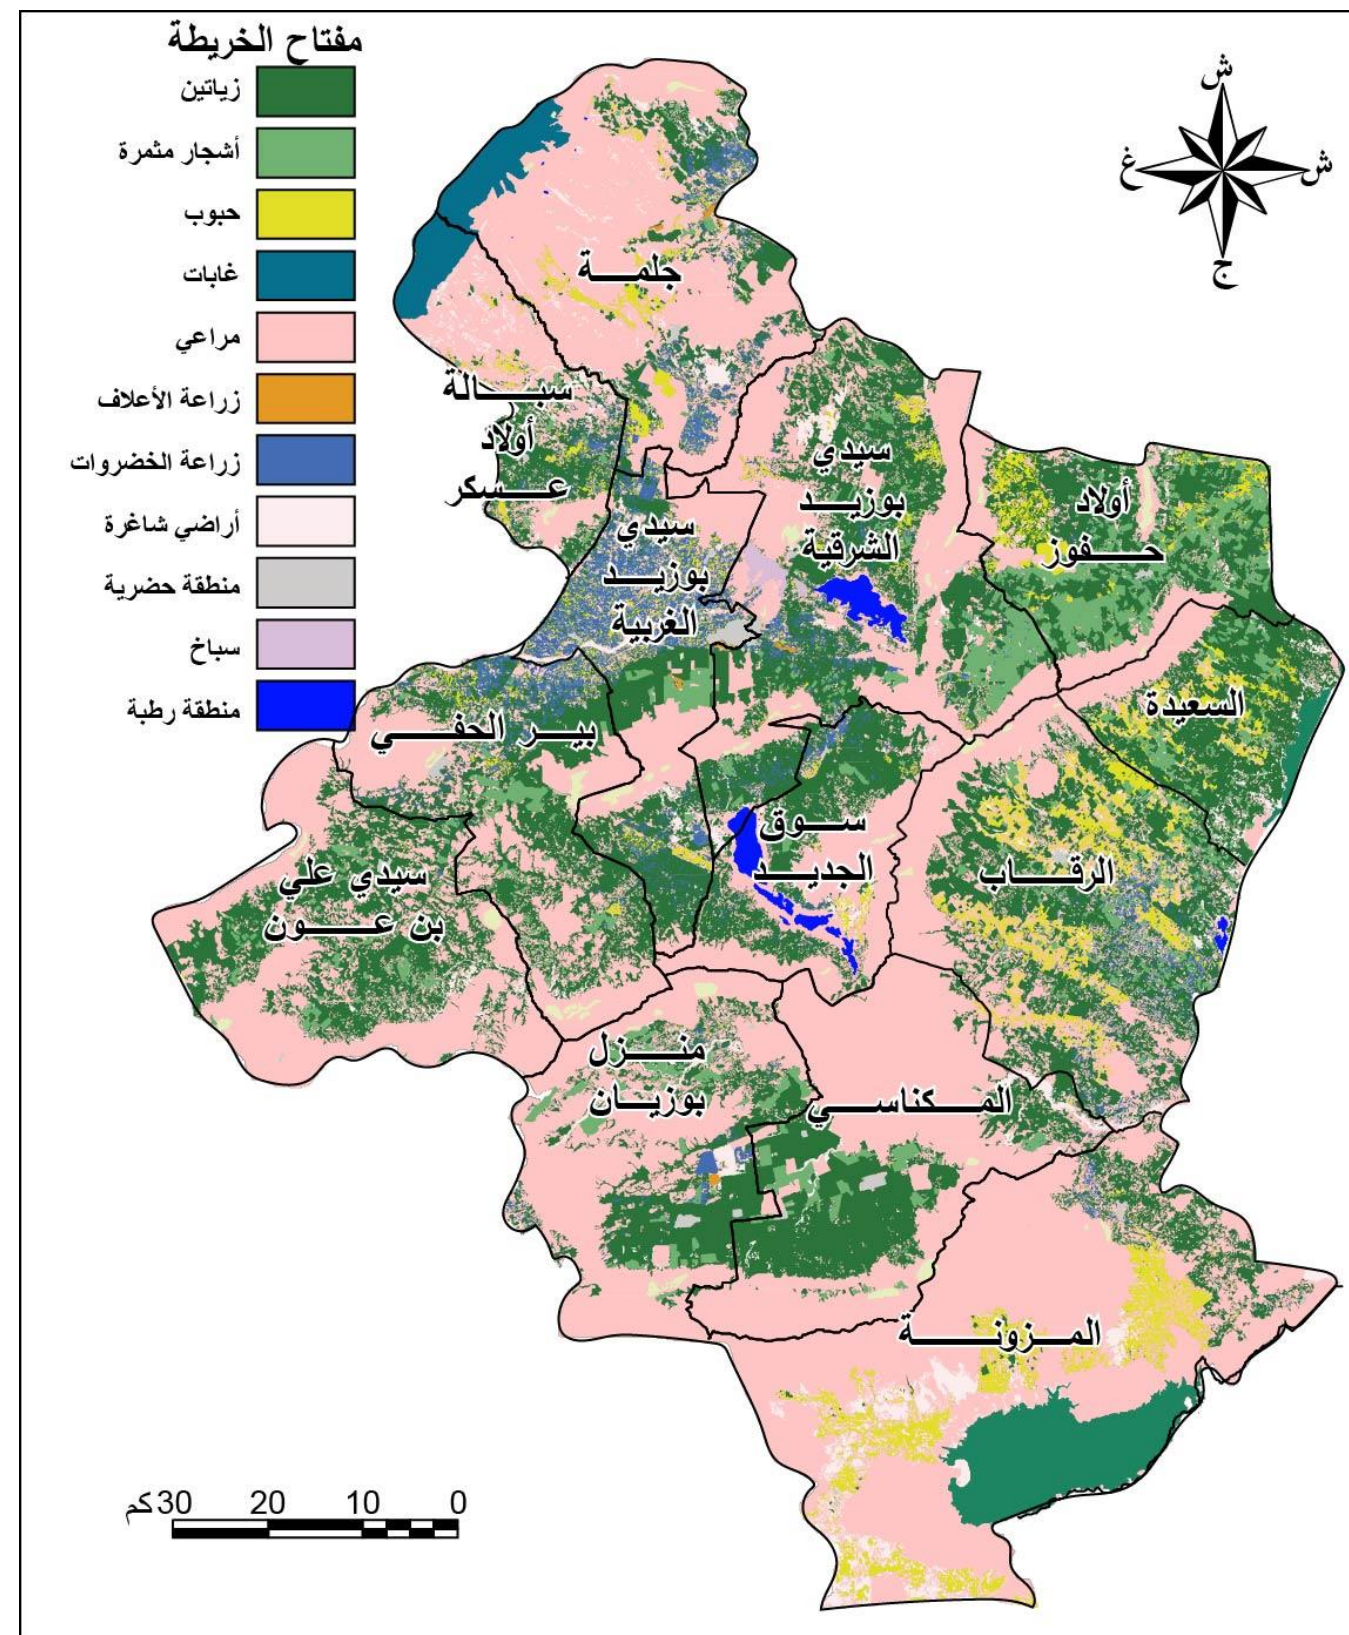 مفتاح الخريطة
زياتين
أشجار مثمرة
حبوب
غابات
مراعي
زراعة الأعلاف
زراعة الخضروات
أراضي شاغرة
منطقة حضرية
سباخ
منطقة رطبة
ش
غ
ش
ج
جلمة
سبالة
أولاد
عسكر
سيدي
بوزيد
الشرقية
أولاد
حفوز
سيدي
بوزيد
الغربية
السعيدة
بير الحفي
سوق
الجديد
الرقاب
سيدي علي
بن عون
منزل
بوزيان
المكناسي
المزونة
كم 30 20 10 0